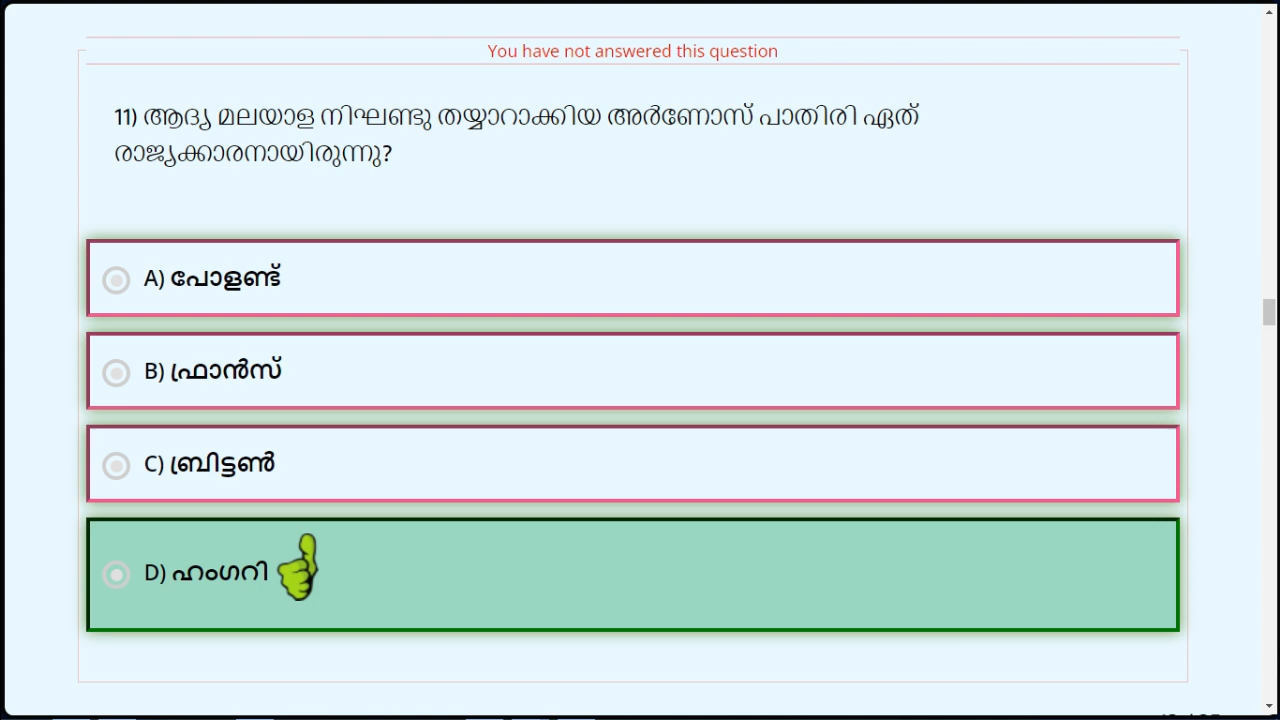 You have not answered this question
11) ആദ്യ മലയാള നിഘണ്ടു തയ്യാറാക്കിയ അർണോസ് പാതിരി ഏത്
രാജ്യക്കാരനായിരുന്നു?
A) പോളണ്ട്
B) ഫ്രാൻസ്
C) ബ്രിട്ടൺ
D) ഹംഗറി